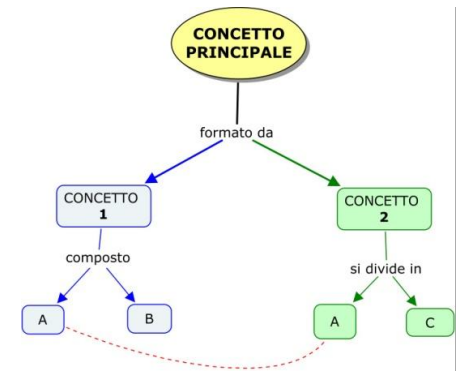 CONCETTO
PRINCIPALE
formato da
CONCETTO
1
CONCETTO
2
composto
si divide in
A
B
A
C